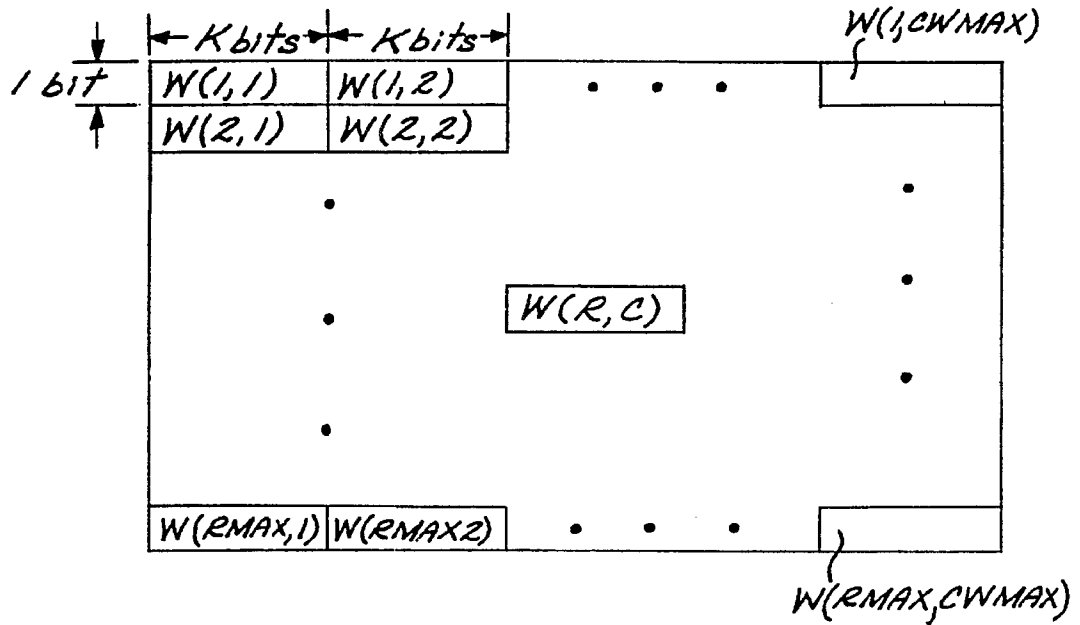 W(1,CWMAX)
K bits K bits
1 bit
W(1,1) W(1,2)
W(2,1) W(2,2)
W(R,C)
W(RMAX,1) W(RMAX2)
W(RMAX,CWMAX)